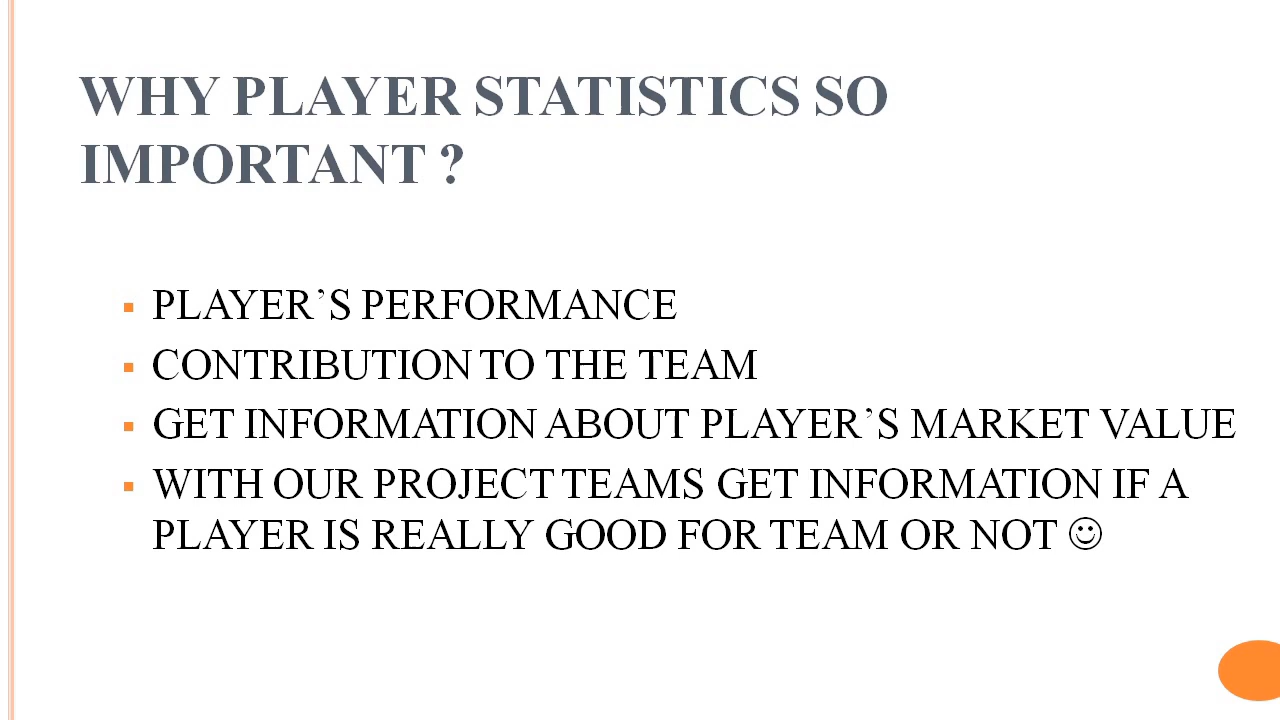 WHY PLAYER STATISTICS SO
IMPORTANT ?
▪ PLAYER’S PERFORMANCE
▪ CONTRIBUTION TO THE TEAM
▪ GET INFORMATION ABOUT PLAYER’S MARKET VALUE
▪ WITH OUR PROJECT TEAMS GET INFORMATION IF A
PLAYER IS REALLY GOOD FOR TEAM OR NOT ☺